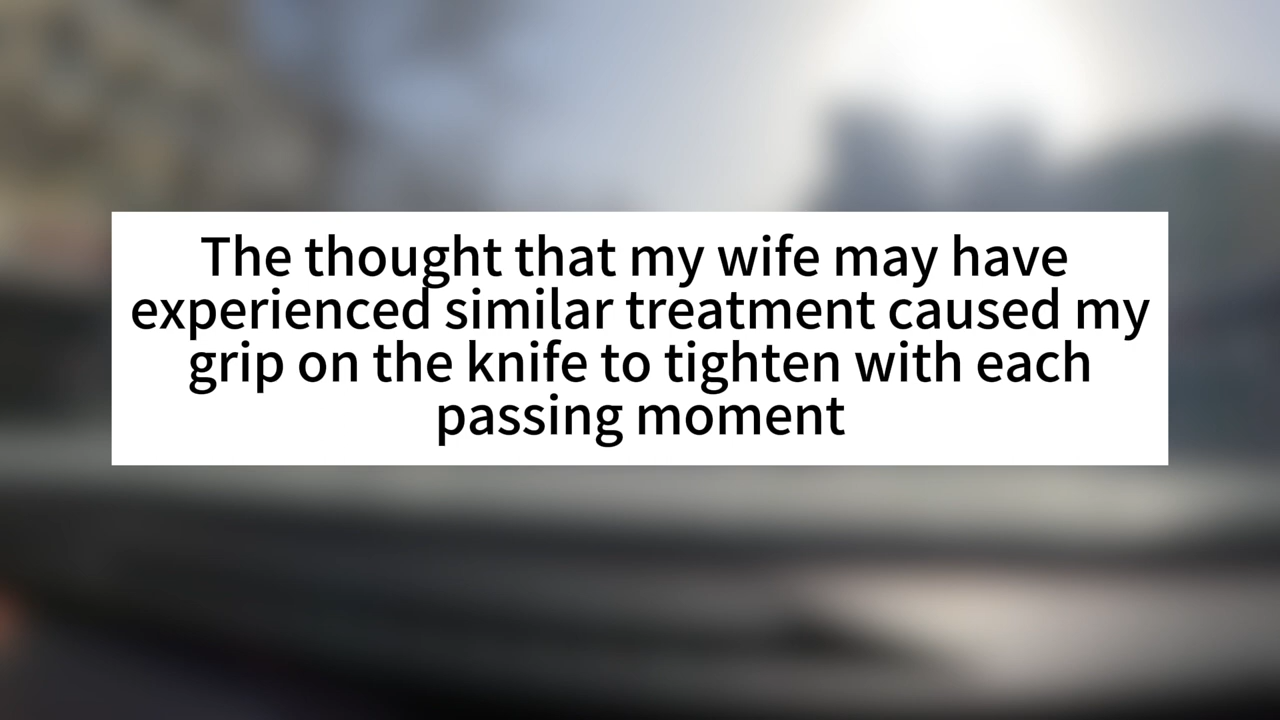 The thought that my wife may have
experienced similar treatment caused my
grip on the knife to tighten with each
passing moment